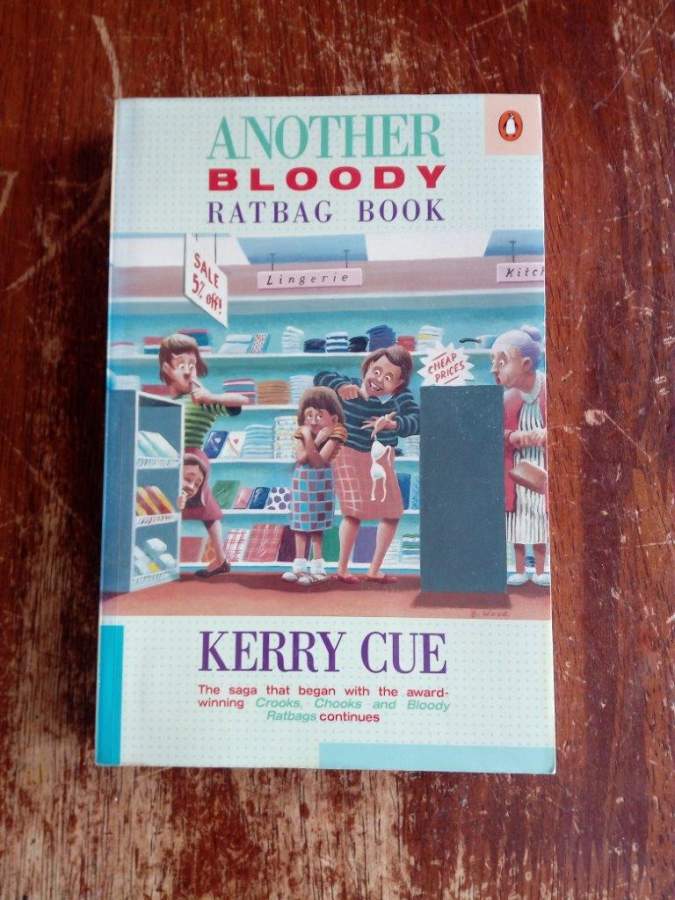 ANOTHER
BLOODY
RATBAG BOOK
SALE
5% off!
Lingerie
Kitch
CHEAP
PRICES
KERRY CUE
The saga that began with the award-
winning Crooks, Chooks and Bloody
Ratbags continues